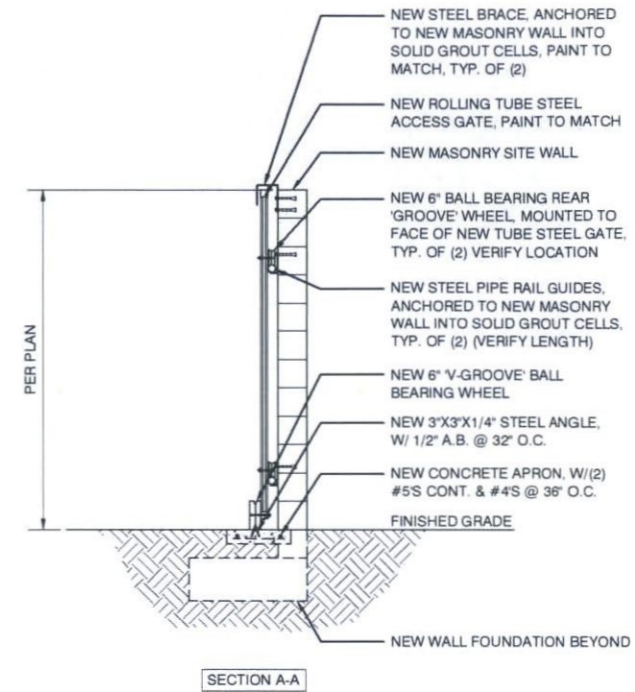 NEW STEEL BRACE, ANCHORED
TO NEW MASONRY WALL INTO
SOLID GROUT CELLS, PAINT TO
MATCH, TYP. OF (2)
NEW ROLLING TUBE STEEL
ACCESS GATE, PAINT TO MATCH
NEW MASONRY SITE WALL
NEW 6" BALL BEARING REAR
'GROOVE' WHEEL, MOUNTED TO
FACE OF NEW TUBE STEEL GATE,
TYP. OF (2) VERIFY LOCATION
NEW STEEL PIPE RAIL GUIDES,
ANCHORED TO NEW MASONRY
WALL INTO SOLID GROUT CELLS,
TYP. OF (2) (VERIFY LENGTH)
PER PLAN
NEW 6" 'V-GROOVE' BALL
BEARING WHEEL
NEW 3"X3"X1/4" STEEL ANGLE,
W/ 1/2" A.B. @ 32" O.C.
NEW CONCRETE APRON, W/(2)
#5'S CONT. & #4'S @ 36" O.C.
FINISHED GRADE
NEW WALL FOUNDATION BEYOND
SECTION A-A